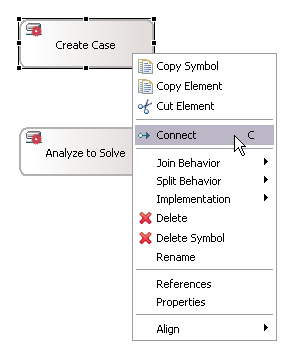 Create Case
Copy Symbol
Copy Element
Cut Element
Connect C
Analyze to Solve
Join Behavior
Split Behavior
Implementation
Delete
Delete Symbol
Rename
References
Properties
Align